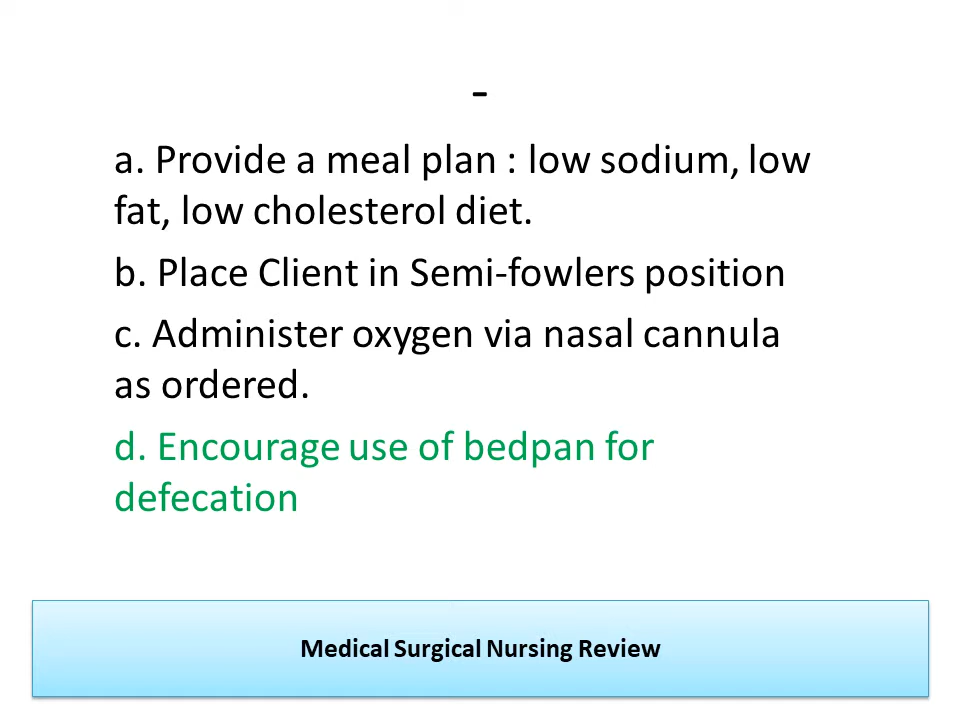 -
a. Provide a meal plan : low sodium, low
fat, low cholesterol diet.
b. Place Client in Semi-fowlers position
c. Administer oxygen via nasal cannula
as ordered.
d. Encourage use of bedpan for
defecation
Medical Surgical Nursing Review